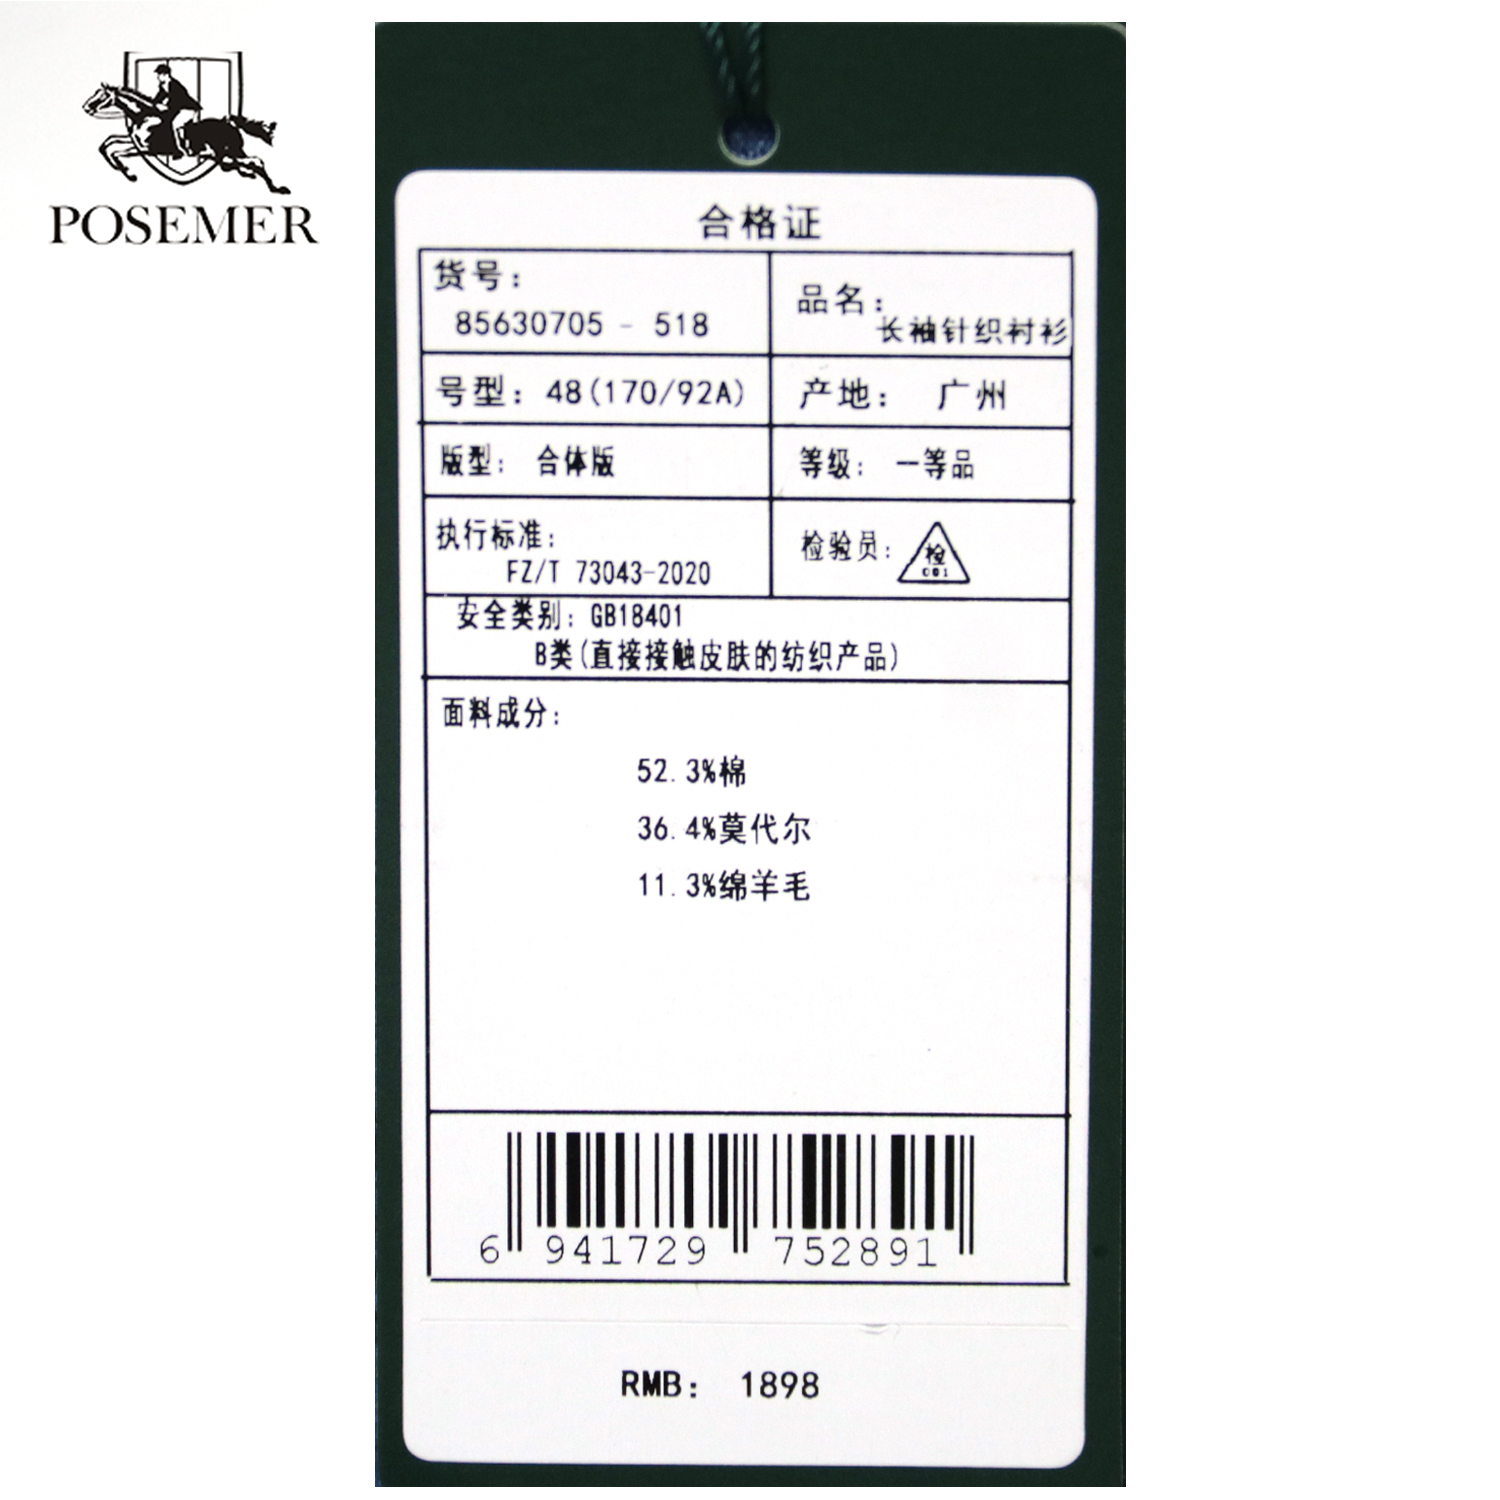 POSEMER
合格证
货号：
85630705 - 518
品名：
长袖针织衬衫
号型：48(170/92A)
产地： 广州
版型： 合体版
等级： 一等品
执行标准：
FZ/T 73043-2020
检验员：
检
001
安全类别：GB18401
B类(直接接触皮肤的纺织产品)
面料成分：
52.3%棉
36.4%莫代尔
11.3%绵羊毛
6 941729 752891
RMB： 1898